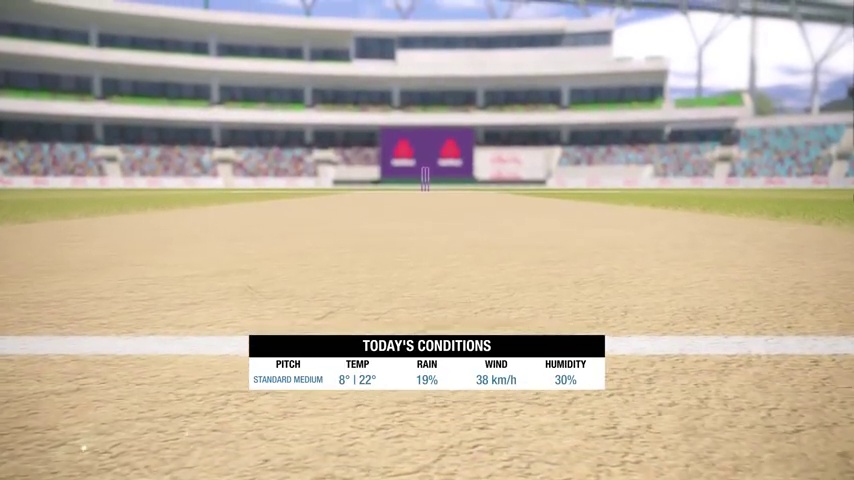 TODAY'S CONDITIONS
PITCH TEMP RAIN WIND HUMIDITY
STANDARD MEDIUM 8° | 22° 19% 38 km/h 30%